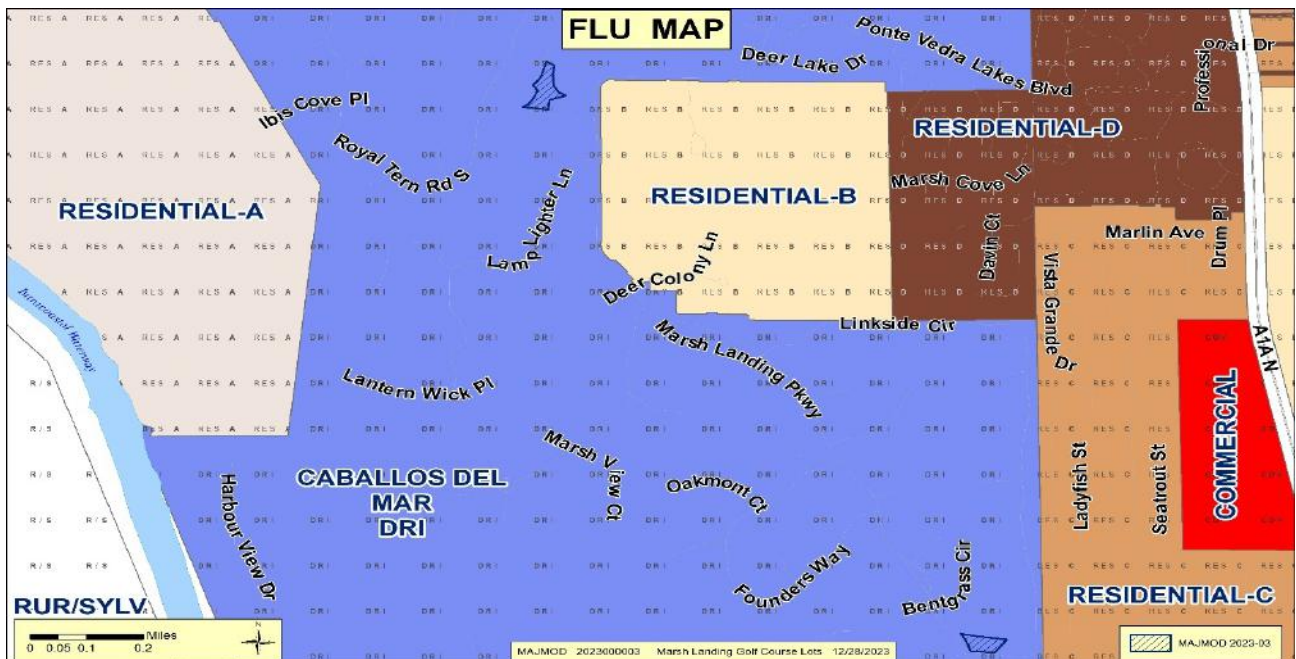 FLU MAP
Ponte Vedra Lakes Blvd
Deer Lake Dr
Professional Dr
Ibis Cove Pl
RESIDENTIAL-D
Royal Tern Rd S
Marsh Cove Ln
RESIDENTIAL-A
RESIDENTIAL-B
Lamp Lighter Ln
Davin Ct
Marlin Ave
Drum Pl
Deer Colony Ln
Vista Grande Dr
Linkside Cir
A1A N
Marsh Landing Pkwy
Lantern Wick Pl
COMMERCIAL
Marsh View Ct
Oakmont Ct
Ladyfish St
Seatrout St
CABALLOS DEL
MAR
DRI
Harbour View Dr
Founders Way
Bentgrass Cir
RUR/SYLV
RESIDENTIAL-C
Miles
0 0.05 0.1 0.2
N
MAJMOD 2023000003 Marsh Landing Golf Course Lots 12/28/2023
MAJMOD 2023-03